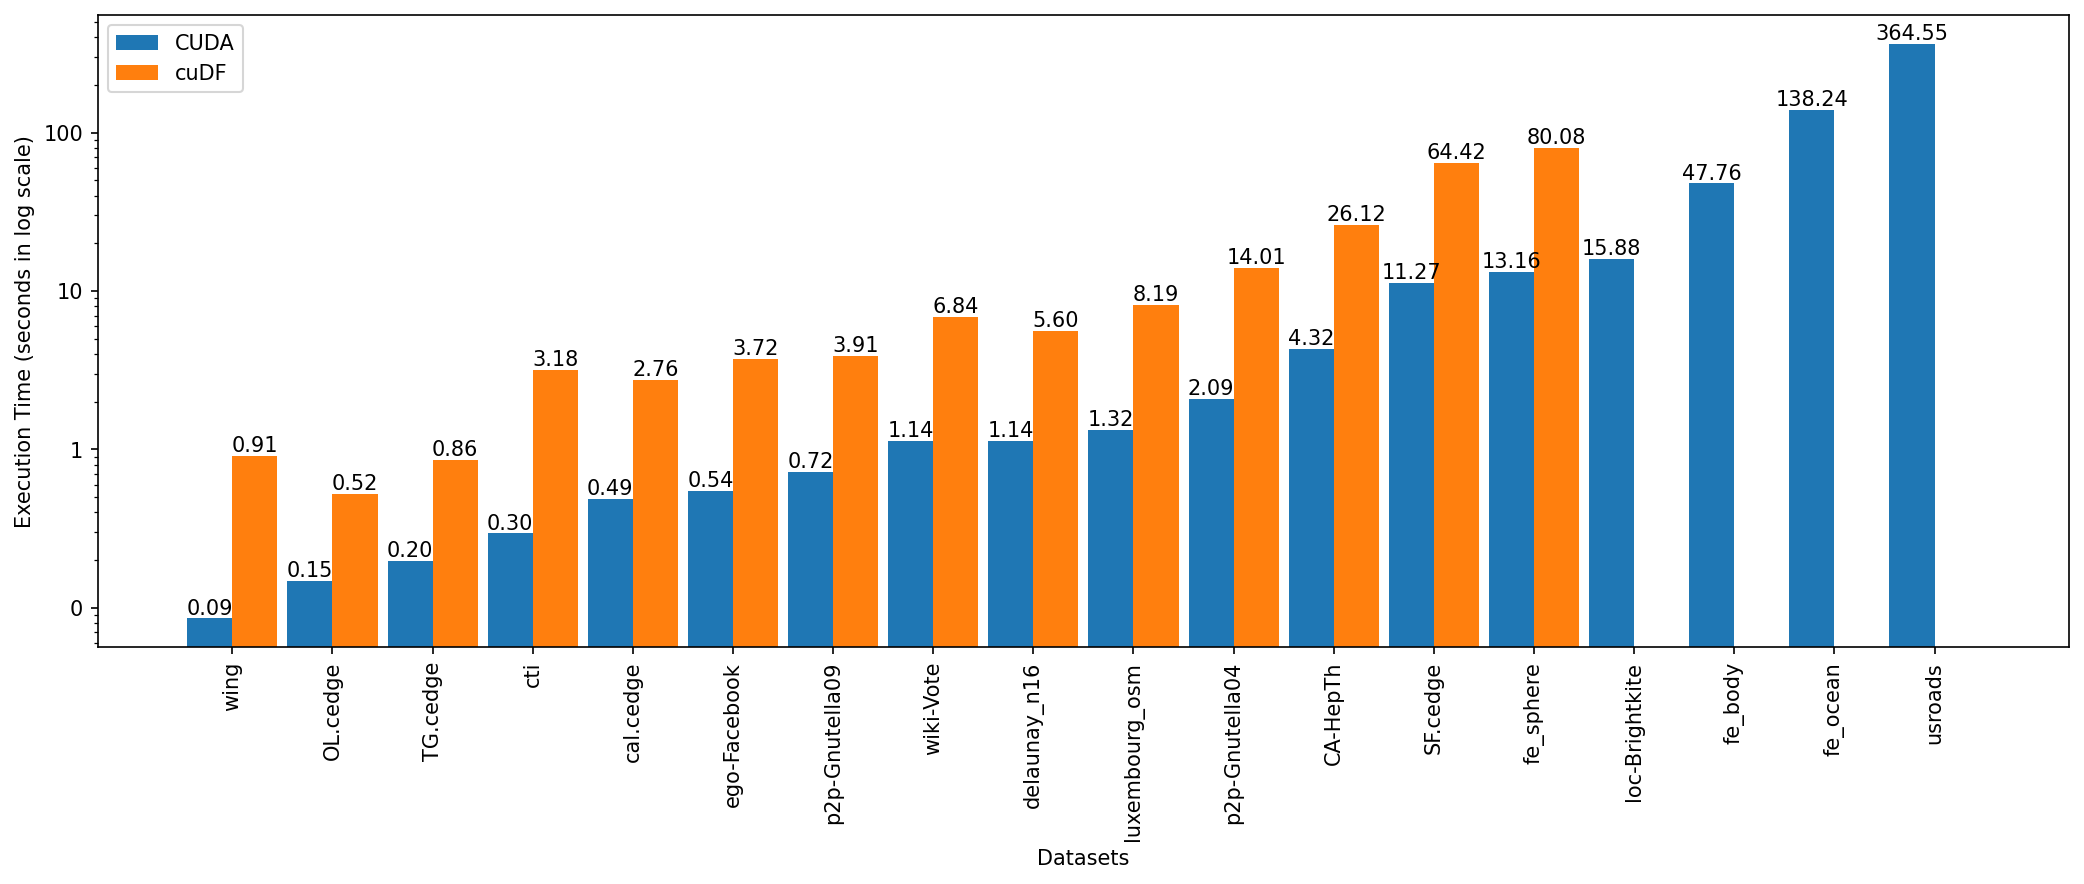 CUDA
cuDF
Execution Time (seconds in log scale)
100
10
1
0
0.09
0.91
0.15
0.52
0.20
0.86
0.30
3.18
0.49
2.76
0.54
3.72
0.72
3.91
1.14
6.84
1.14
5.60
1.32
8.19
2.09
14.01
4.32
26.12
11.27
64.42
13.16
80.08
15.88
47.76
138.24
364.55
wing
OL.cedge
TG.cedge
cti
cal.cedge
ego-Facebook
p2p-Gnutella09
wiki-Vote
delaunay_n16
luxembourg_osm
p2p-Gnutella04
CA-HepTh
SF.cedge
fe_sphere
loc-Brightkite
fe_body
fe_ocean
usroads
Datasets